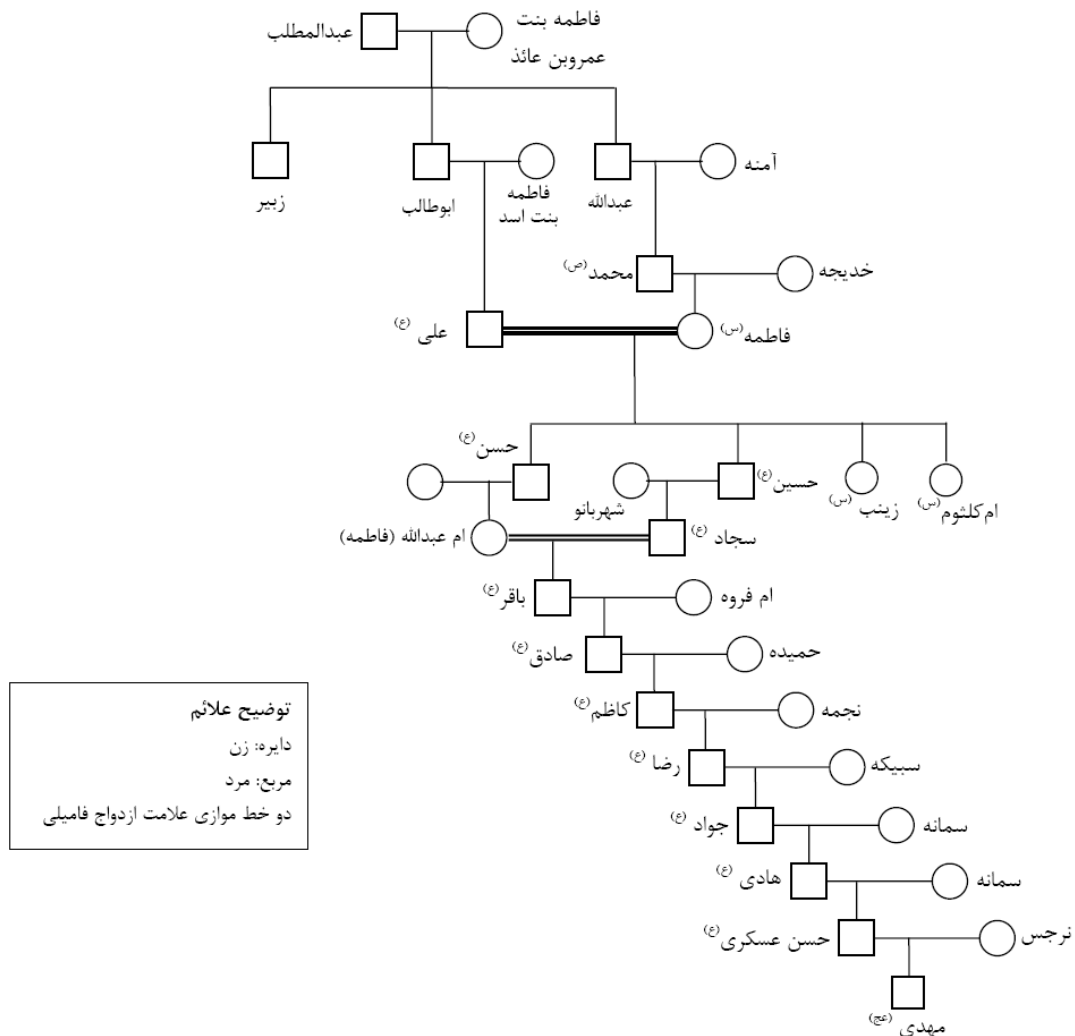 عبدالمطلب
فاطمه بنت
عمروبن عائذ
آمنه
زبیر
ابوطالب
فاطمه
بنت اسد
عبدالله
محمد (ص)
خدیجه
علی (ع)
فاطمه (س)
حسن (ع)
حسین (ع)
زینب (س)
ام کلثوم (س)
شهربانو
ام عبدالله (فاطمه)
سجاد (ع)
باقر (ع)
ام فروه
صادق (ع)
حمیده
کاظم (ع)
نجمه
رضا (ع)
سبیکه
جواد (ع)
سمانه
هادی (ع)
سمانه
حسن عسکری (ع)
نرجس
مهدی (عج)
توضیح علائم
دایره: زن
مربع: مرد
دو خط موازی علامت ازدواج فامیلی